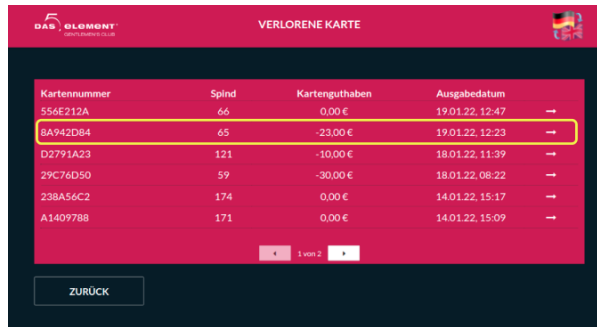 5
DAS ELEMENT
GENTLEMEN'S CLUB
VERLORENE KARTE
Kartennummer Spind Kartenguthaben Ausgabedatum
556E212A 66 0,00 € 19.01.22, 12:47 →
8A942D84 65 -23,00 € 19.01.22, 12:23 →
D2791A23 121 -10,00 € 18.01.22, 11:39 →
29C76D50 59 -30,00 € 18.01.22, 08:22 →
238A56C2 174 0,00 € 14.01.22, 15:17 →
A1409788 171 0,00 € 14.01.22, 15:09 →
1 von 2
ZURÜCK